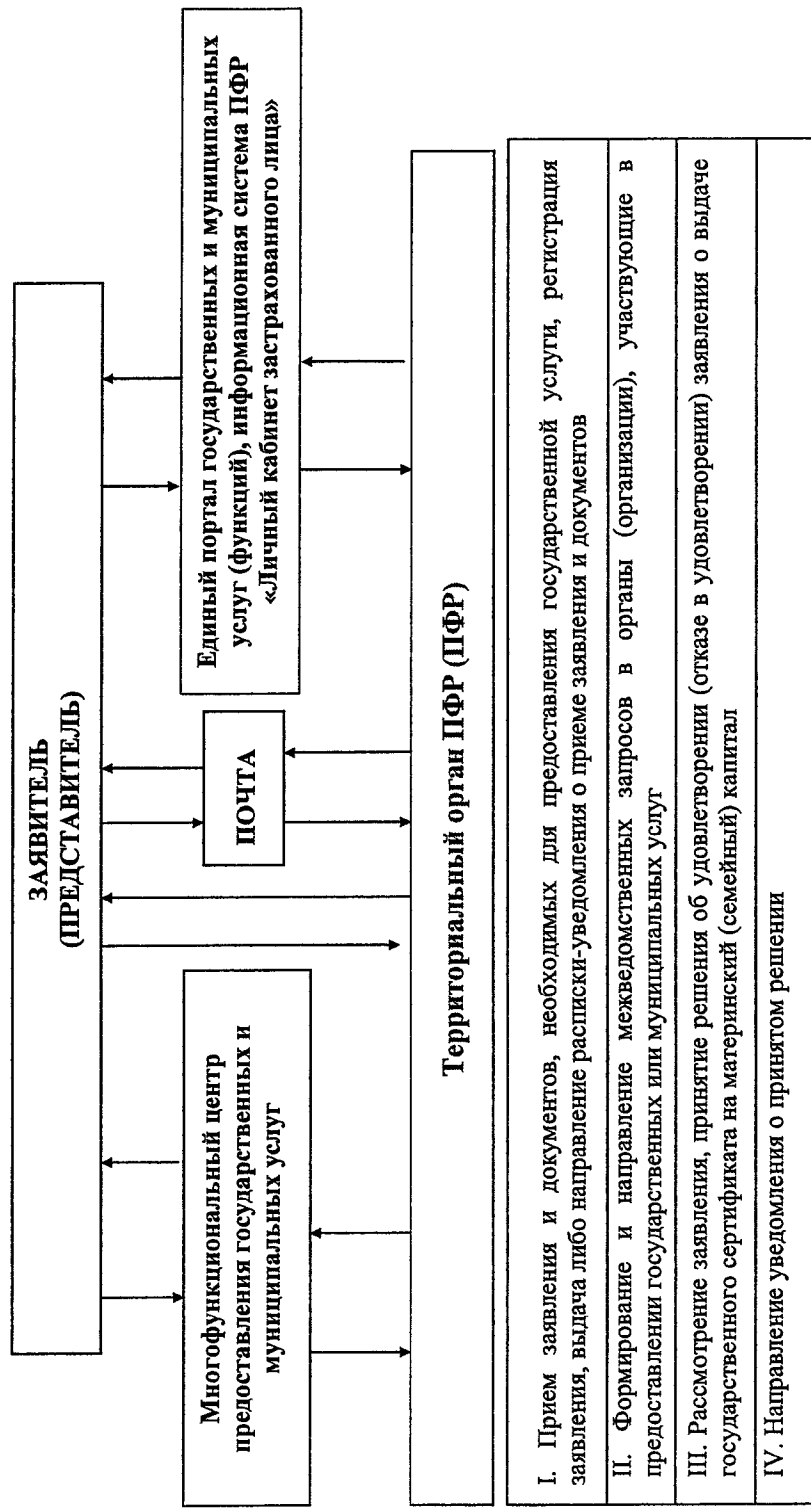 ЗАЯВИТЕЛЬ
(ПРЕДСТАВИТЕЛЬ)
Многофункциональный центр
предоставления государственных и
муниципальных услуг
ПОЧТА
Единый портал государственных и муниципальных
услуг (функций), информационная система ПФР
«Личный кабинет застрахованного лица»
Территориальный орган ПФР (ПФР)
I. Прием заявления и документов, необходимых для предоставления государственной услуги, регистрация
заявления, выдача либо направление расписки-уведомления о приеме заявления и документов
II. Формирование и направление межведомственных запросов в органы (организации), участвующие в
предоставлении государственных или муниципальных услуг
III. Рассмотрение заявления, принятие решения об удовлетворении (отказе в удовлетворении) заявления о выдаче
государственного сертификата на материнский (семейный) капитал
IV. Направление уведомления о принятом решении